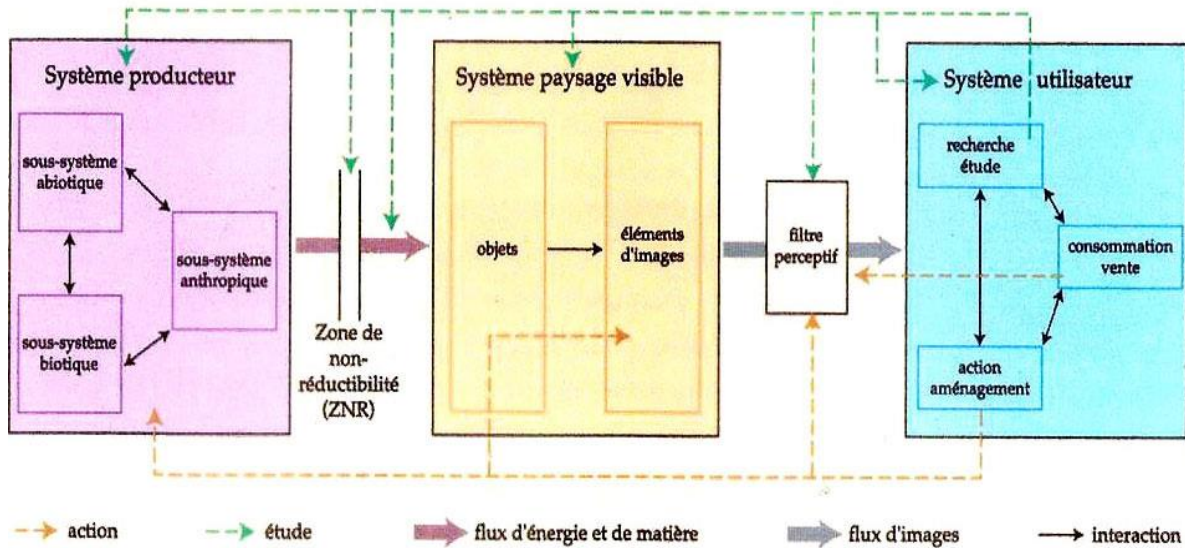 Système producteur
sous-système
abiotique
sous-système
anthropique
sous-système
biotique
Zone de
non-
réductibilité
(ZNR)
Système paysage visible
objets
éléments
d'images
filtre
perceptif
Système utilisateur
recherche
étude
consommation
vente
action
aménagement
action
étude
flux d'énergie et de matière
flux d'images
interaction